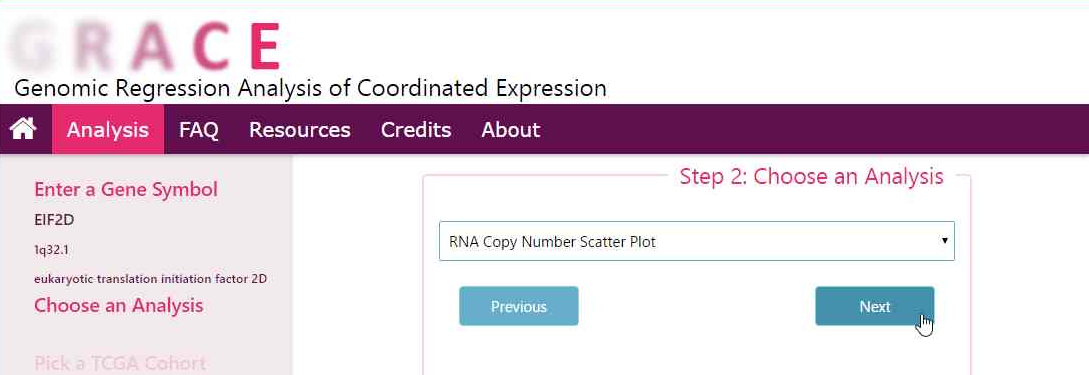 GRACE
Genomic Regression Analysis of Coordinated Expression
Analysis FAQ Resources Credits About
Enter a Gene Symbol
EIF2D
1q32.1
eukaryotic translation initiation factor 2D
Choose an Analysis
Pick a TCGA Cohort
Step 2: Choose an Analysis
RNA Copy Number Scatter Plot
Previous Next